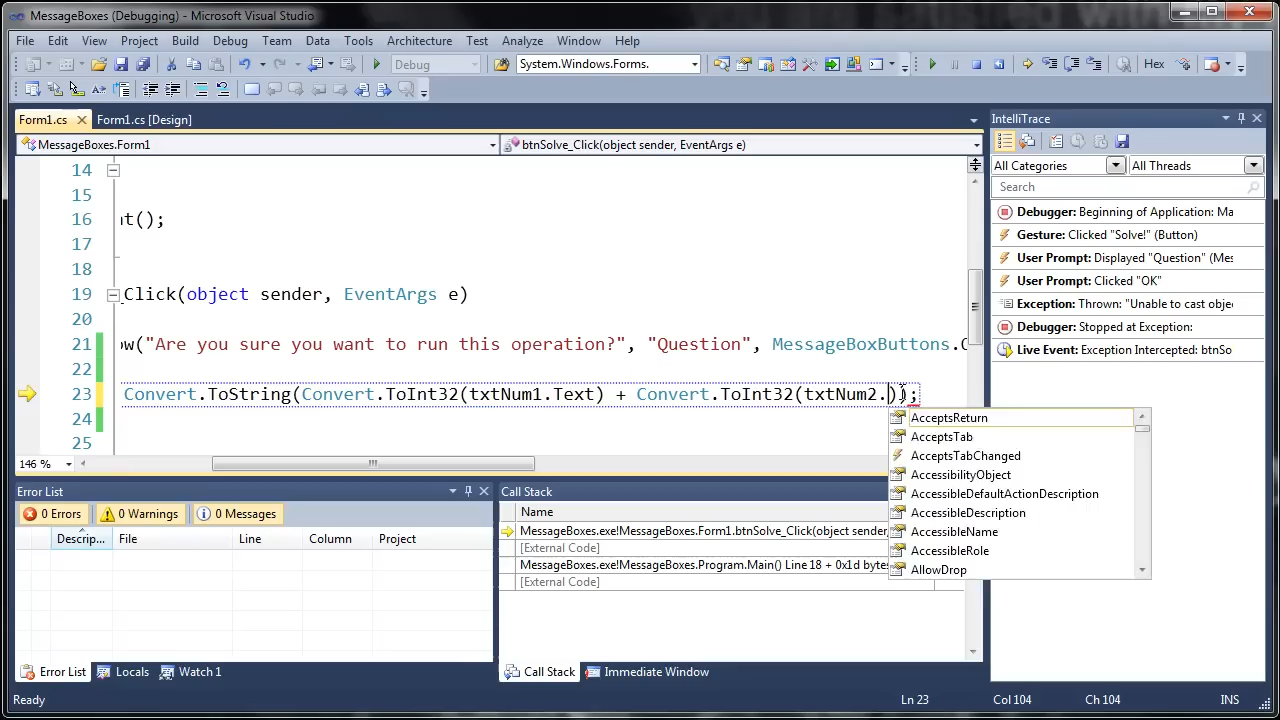 MessageBoxes (Debugging) - Microsoft Visual Studio
File Edit View Project Build Debug Team Data Tools Architecture Test Analyze Window Help
Debug System.Windows.Forms. Hex
Form1.cs Form1.cs [Design] IntelliTrace
MessageBoxes.Form1 btnSolve_Click(object sender, EventArgs e)
All Categories All Threads
Search
14
15
16 nt();
17
18
19 _Click(object sender, EventArgs e)
20
21 ow("Are you sure you want to run this operation?", "Question", MessageBoxButtons.O
22
23 Convert.ToString(Convert.ToInt32(txtNum1.Text) + Convert.ToInt32(txtNum2.));
24
25
146 %
Debugger: Beginning of Application: Ma
Gesture: Clicked "Solve!" (Button)
User Prompt: Displayed "Question" (Mes
User Prompt: Clicked "OK"
Exception: Thrown: "Unable to cast obje
Debugger: Stopped at Exception:
Live Event: Exception Intercepted: btnSo
AcceptsReturn
AcceptsTab
AcceptsTabChanged
AccessibilityObject
AccessibleDefaultActionDescription
AccessibleDescription
AccessibleName
AccessibleRole
AllowDrop
Error List
0 Errors 0 Warnings 0 Messages
Descrip... File Line Column Project
Call Stack
Name
MessageBoxes.exe!MessageBoxes.Form1.btnSolve_Click(object sender,
[External Code]
MessageBoxes.exe!MessageBoxes.Program.Main() Line 18 + 0x1d bytes
[External Code]
Error List Locals Watch 1 Call Stack Immediate Window
Ready Ln 23 Col 104 Ch 104 INS